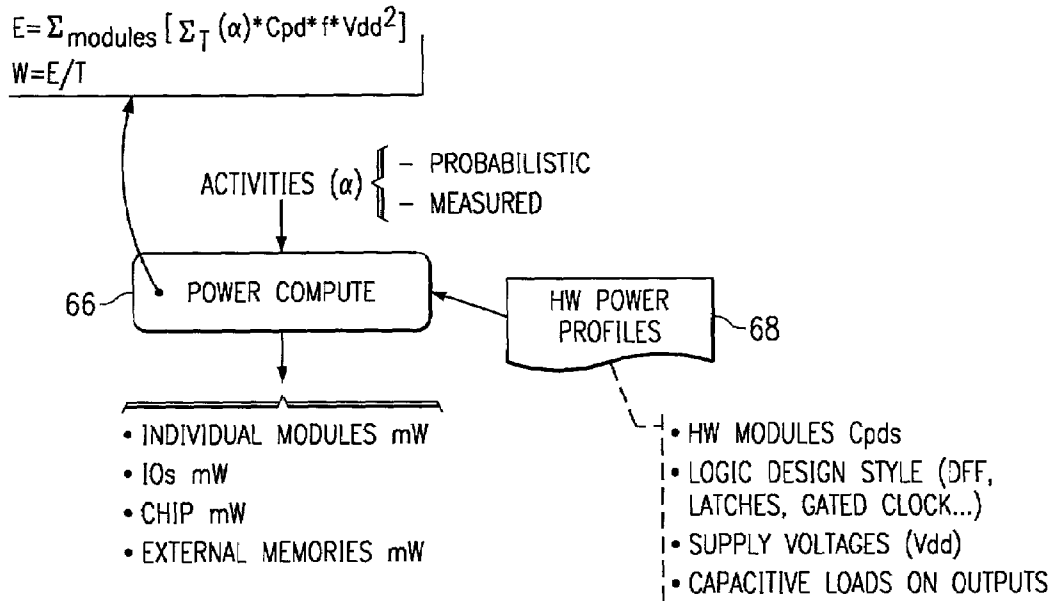 E= Σmodules [ΣT (α)* Cpd* f* Vdd²]
W=E/T
ACTIVITIES (α)
– PROBABILISTIC
– MEASURED
66
POWER COMPUTE
HW POWER
PROFILES
68
• INDIVIDUAL MODULES mW
• IOs mW
• CHIP mW
• EXTERNAL MEMORIES mW
• HW MODULES Cpds
• LOGIC DESIGN STYLE (DFF,
LATCHES, GATED CLOCK...)
• SUPPLY VOLTAGES (Vdd)
• CAPACITIVE LOADS ON OUTPUTS